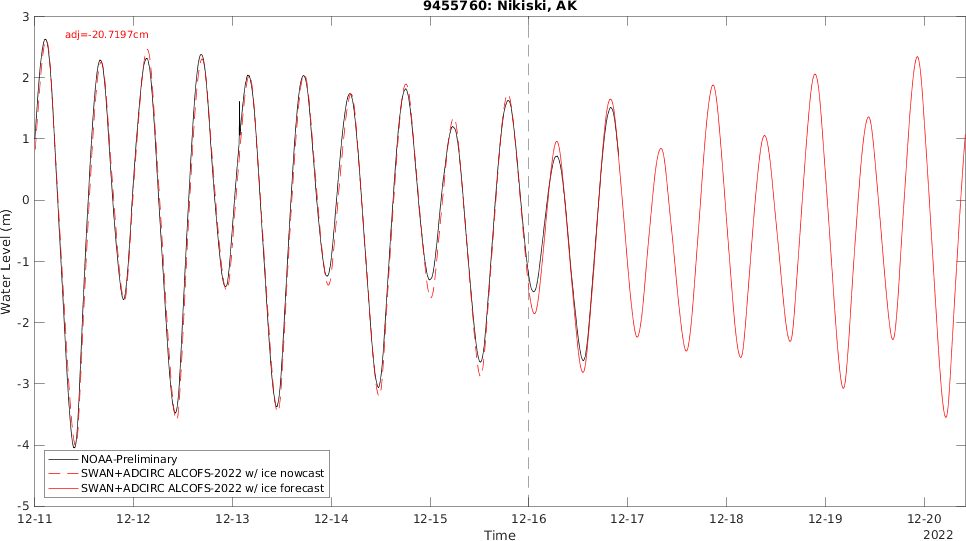 9455760: Nikiski, AK
adj=-20.7197cm
3
2
1
0
-1
-2
-3
-4
-5
Water Level (m)
NOAA-Preliminary
SWAN+ADCIRC ALCOFS-2022 w/ ice nowcast
SWAN+ADCIRC ALCOFS-2022 w/ ice forecast
12-11 12-12 12-13 12-14 12-15 12-16 12-17 12-18 12-19 12-20
Time
2022